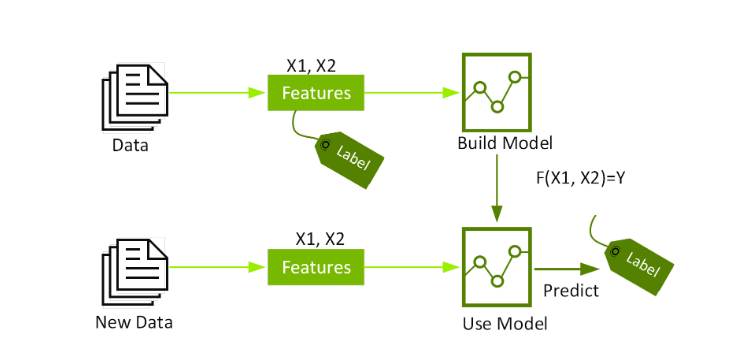 X1, X2
Features
Label
Data
Build Model
F(X1, X2)=Y
X1, X2
Features
Label
Predict
New Data
Use Model